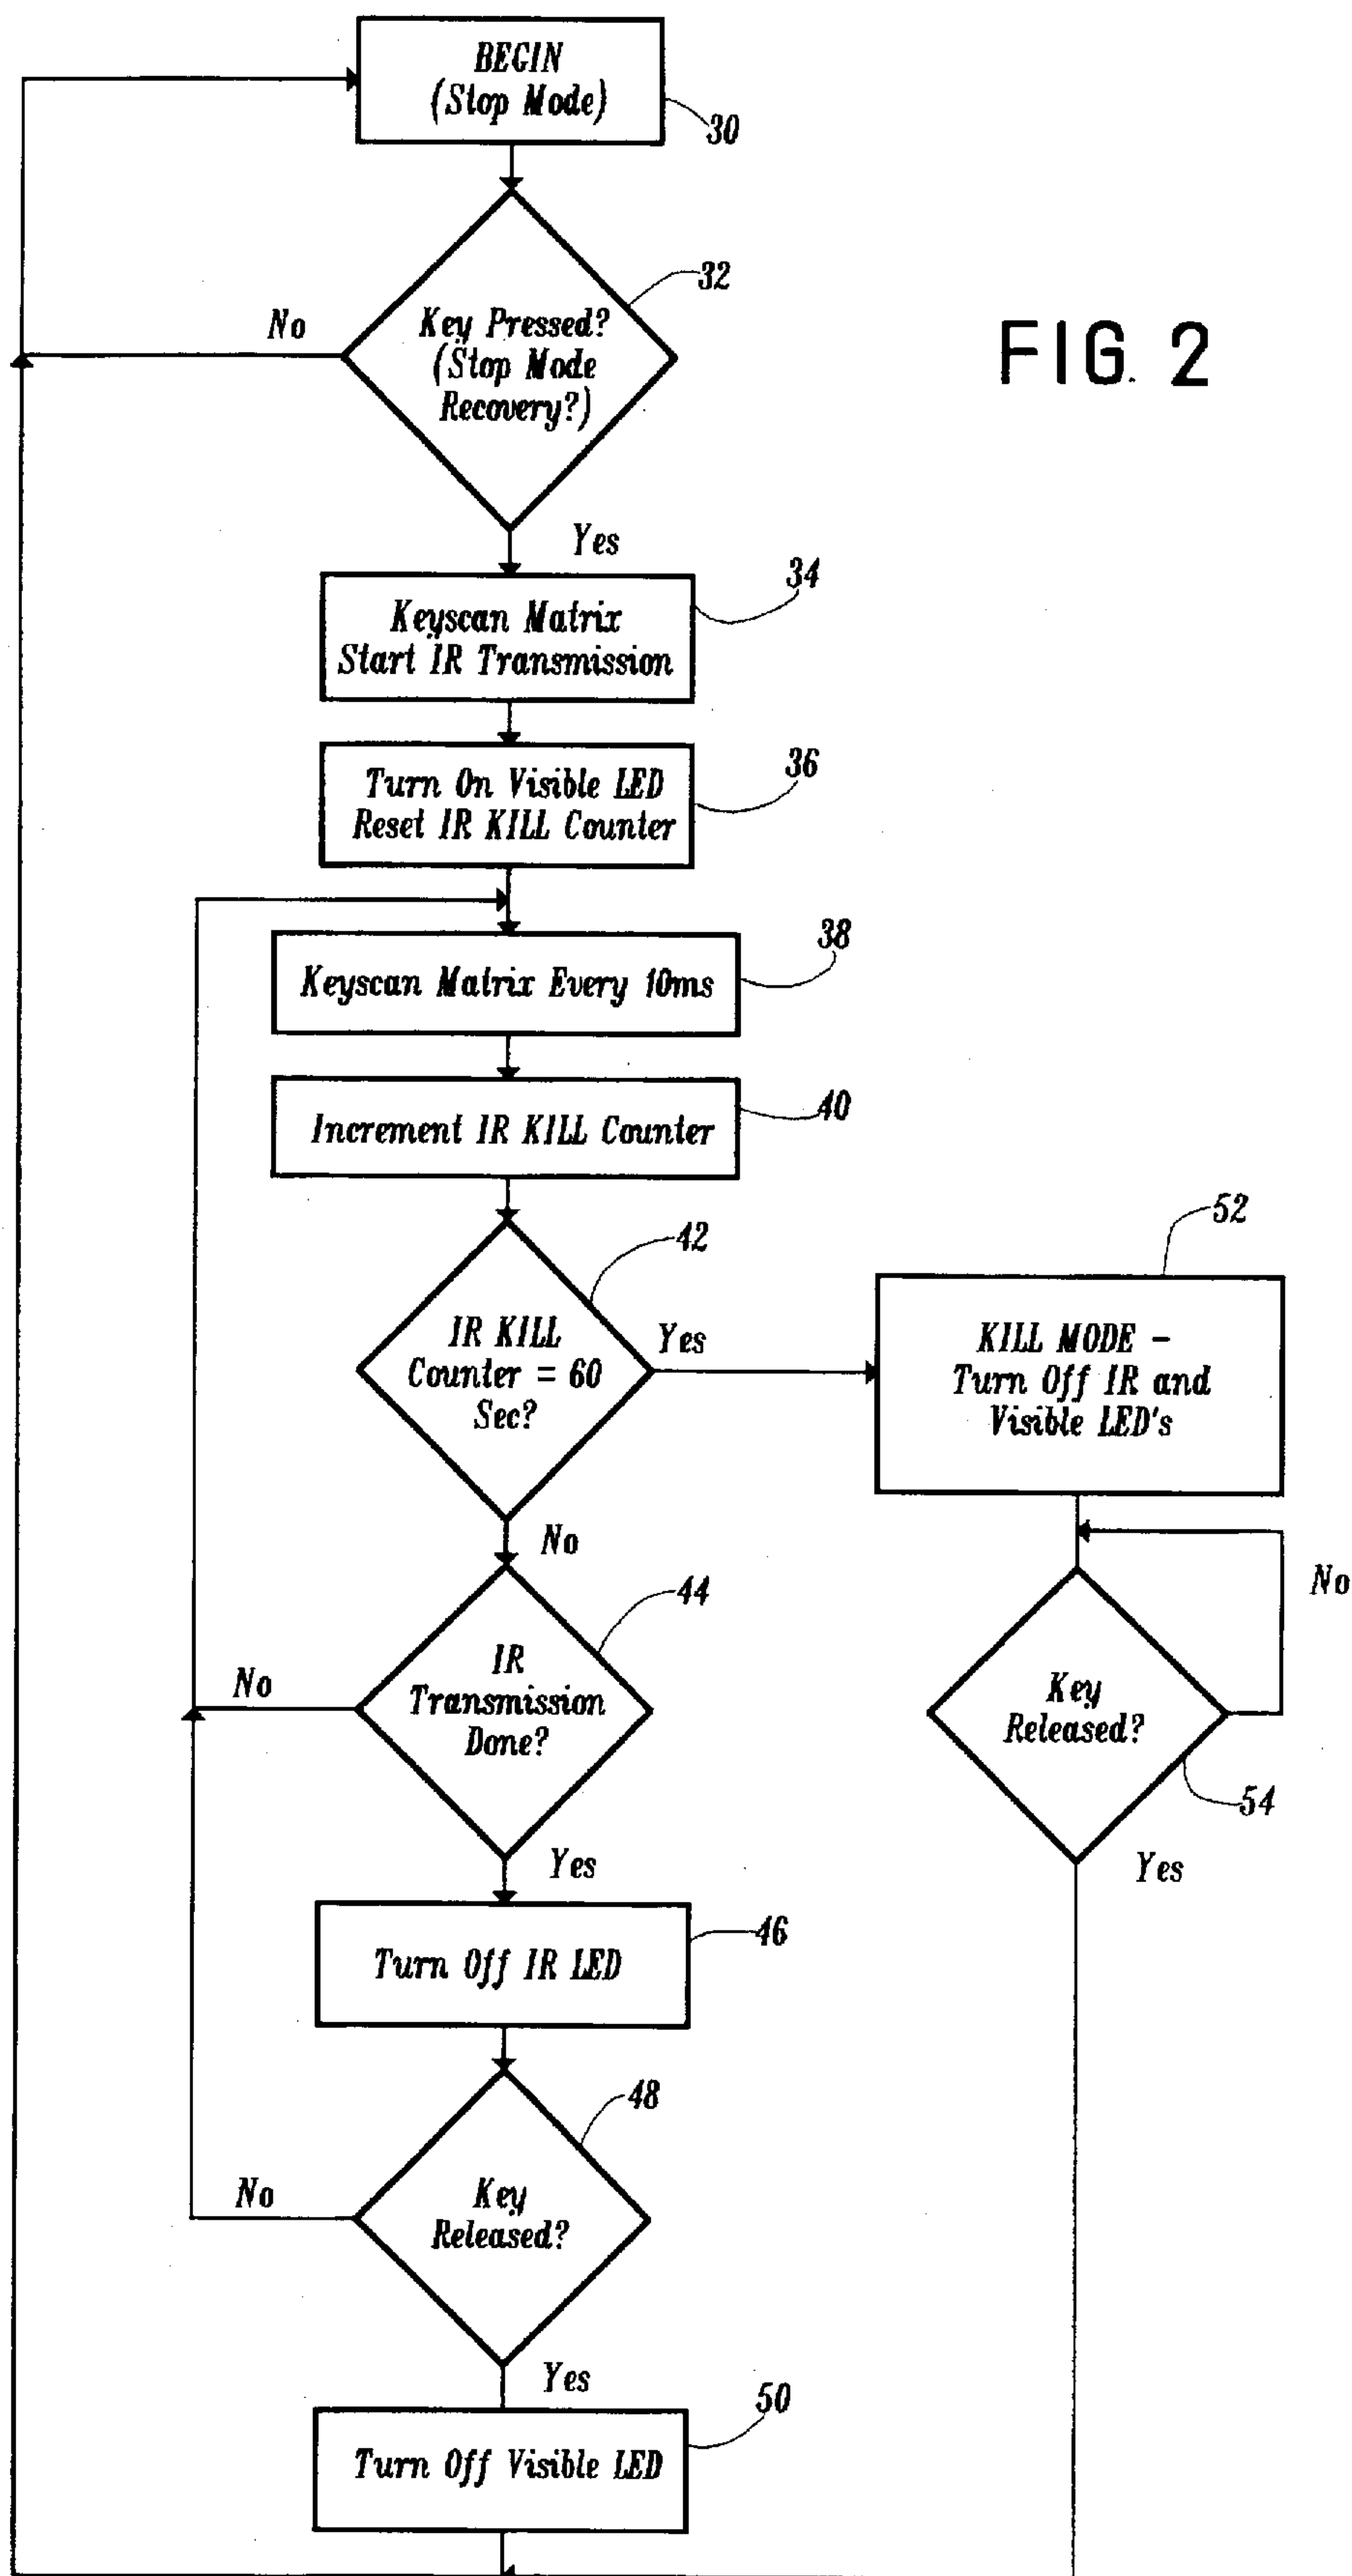 BEGIN
(Stop Mode)
30
32
Key Pressed?
(Stop Mode
Recovery?)
No
FIG. 2
Yes
34
Keyscan Matrix
Start IR Transmission
36
Turn On Visible LED
Reset IR KILL Counter
38
Keyscan Matrix Every 10ms
40
Increment IR KILL Counter
42
IR KILL
Counter = 60
Sec?
Yes
52
KILL MODE -
Turn Off IR and
Visible LED's
No
No
44
IR
Transmission
Done?
No
Key
Released?
54
Yes
Yes
46
Turn Off IR LED
48
Key
Released?
No
Yes
50
Turn Off Visible LED